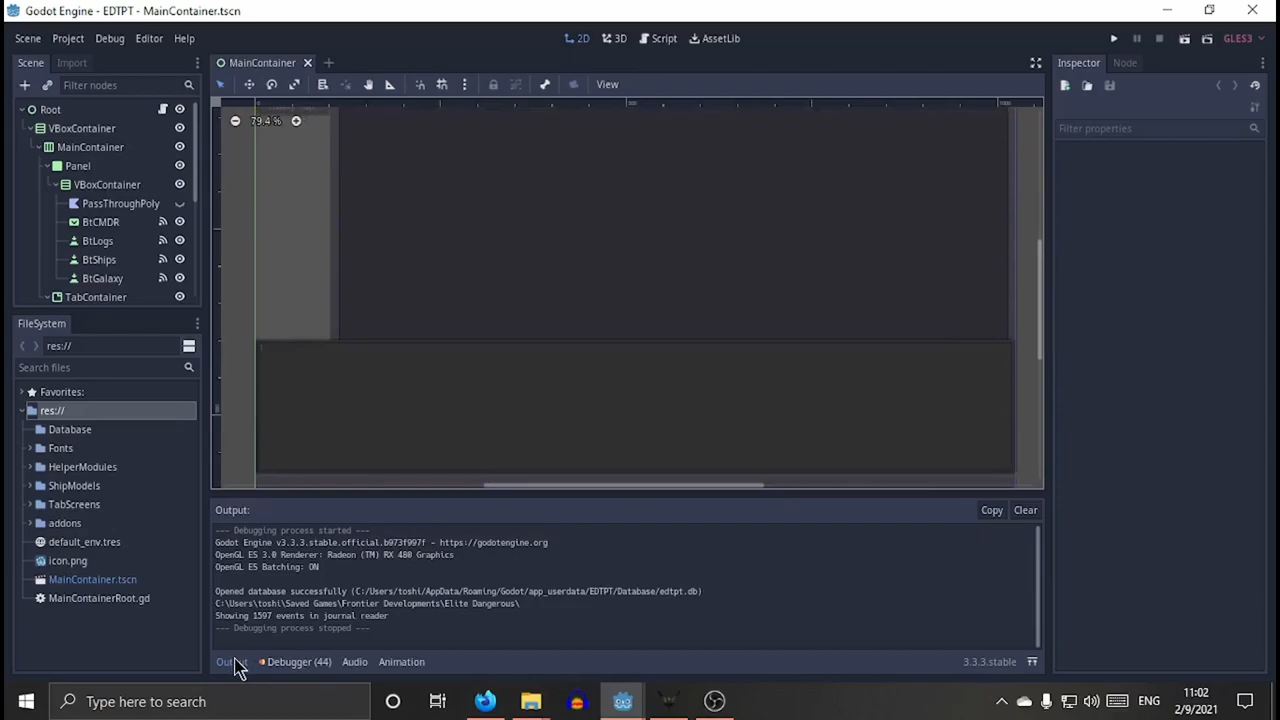 Godot Engine - EDTPT - MainContainer.tscn
Scene Project Debug Editor Help
2D 3D Script AssetLib
GLES3
Scene Import
Filter nodes
Root
VBoxContainer
MainContainer
Panel
VBoxContainer
PassThroughPoly
BtCMDR
BtLogs
BtShips
BtGalaxy
TabContainer
FileSystem
res://
Search files
Favorites:
res://
Database
Fonts
HelperModules
ShipModels
TabScreens
addons
default_env.tres
icon.png
MainContainer.tscn
MainContainerRoot.gd
MainContainer
View
0 500 1000
79.4 %
Output: Copy Clear
--- Debugging process started ---
Godot Engine v3.3.3.stable.official.b973f997f - https://godotengine.org
OpenGL ES 3.0 Renderer: Radeon (TM) RX 480 Graphics
OpenGL ES Batching: ON
Opened database successfully (C:/Users/toshi/AppData/Roaming/Godot/app_userdata/EDTPT/Database/edtpt.db)
C:\Users\toshi\Saved Games\Frontier Developments\Elite Dangerous\
Showing 1597 events in journal reader
--- Debugging process stopped ---
Output Debugger (44) Audio Animation 3.3.3.stable
Inspector Node
Filter properties
Type here to search
ENG
11:02
2/9/2021